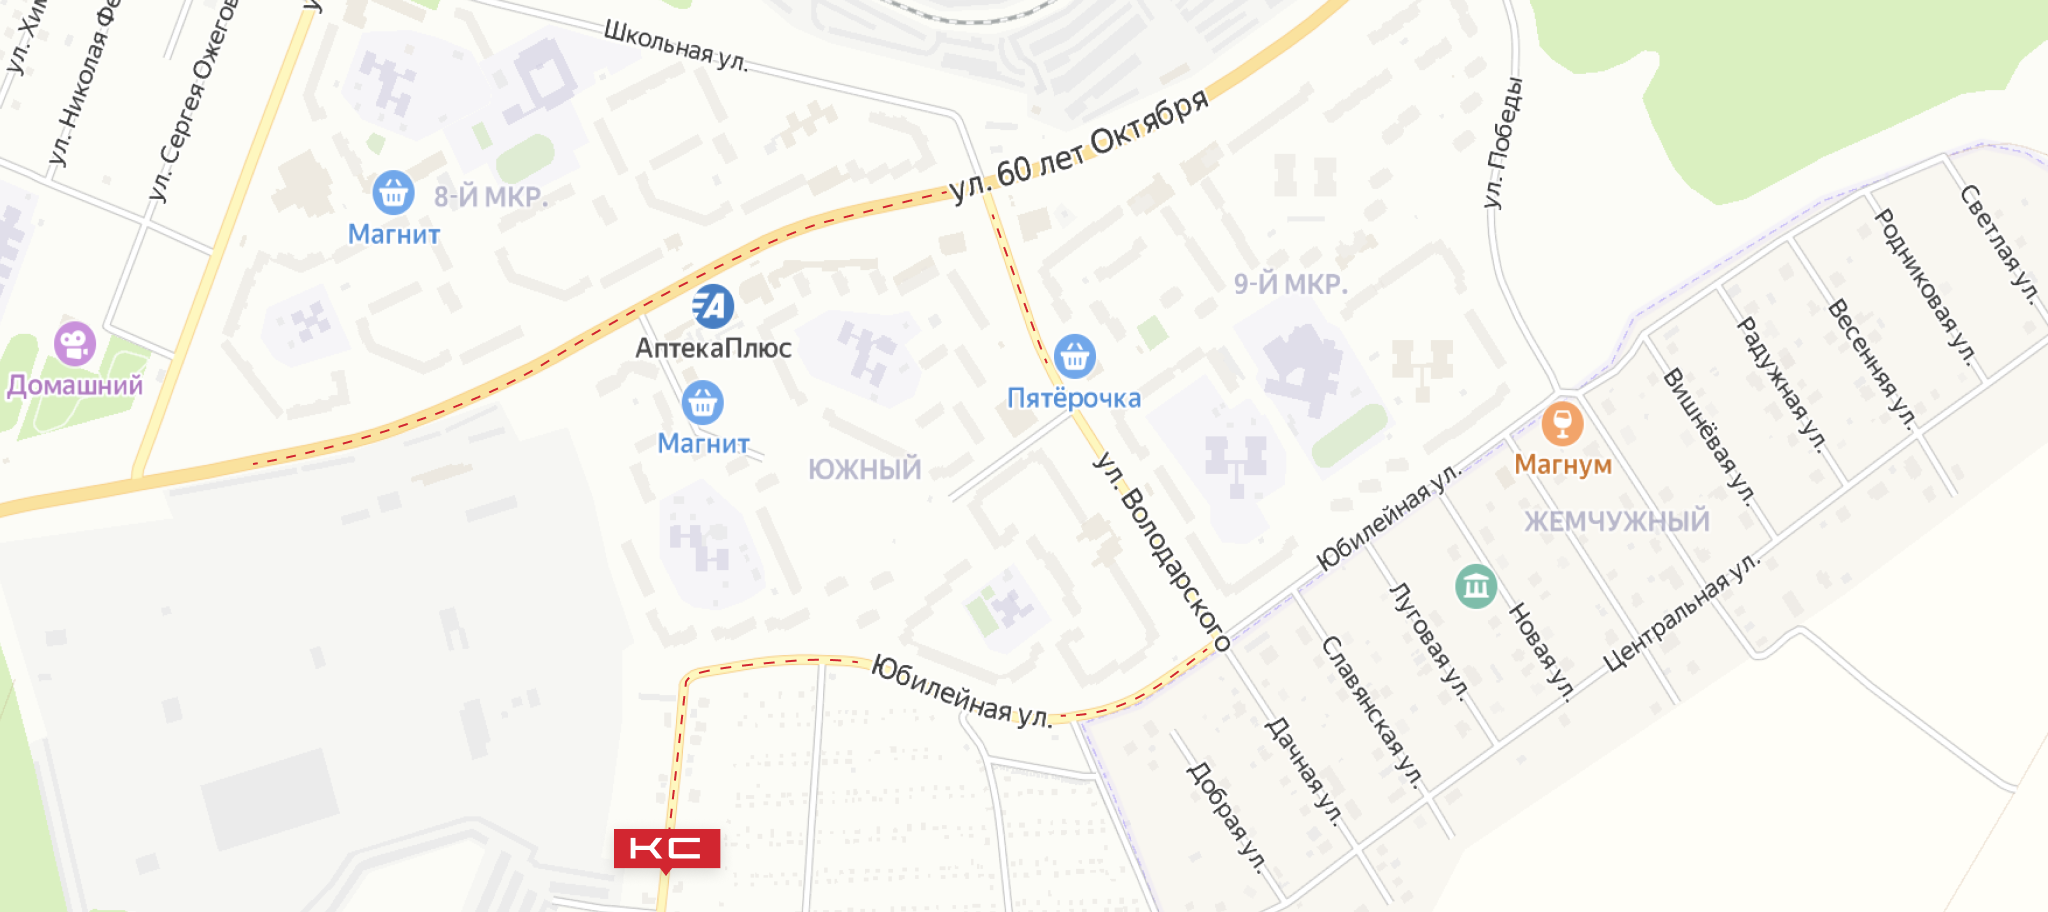 ул. Николая Фе
ул. Сергея Ожегов
Школьная ул.
ул. 60 лет Октября
ул. Победы
8-Й МКР.
Магнит
9-Й МКР.
Светлая ул.
Родниковая ул.
Весенняя ул.
Радужная ул.
Вишнёвая ул.
Домашний
АптекаПлюс
Магнит
Пятёрочка
ЮЖНЫЙ
ул. Володарского
Юбилейная ул.
Магнум
ЖЕМЧУЖНЫЙ
Центральная ул.
Новая ул.
Луговая ул.
Славянская ул.
Дачная ул.
Добрая ул.
Юбилейная ул.
КС